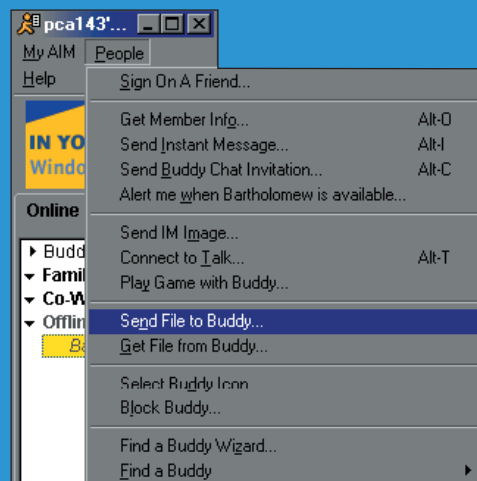 pca143'...
My AIM People
Help
IN YO
Windo
Online
Budd
Famil
Co-W
Offlin
Ba
Sign On A Friend...
Get Member Info... Alt-O
Send Instant Message... Alt-I
Send Buddy Chat Invitation... Alt-C
Alert me when Bartholomew is available...
Send IM Image...
Connect to Talk... Alt-T
Play Game with Buddy...
Send File to Buddy...
Get File from Buddy...
Select Buddy Icon
Block Buddy...
Find a Buddy Wizard...
Find a Buddy